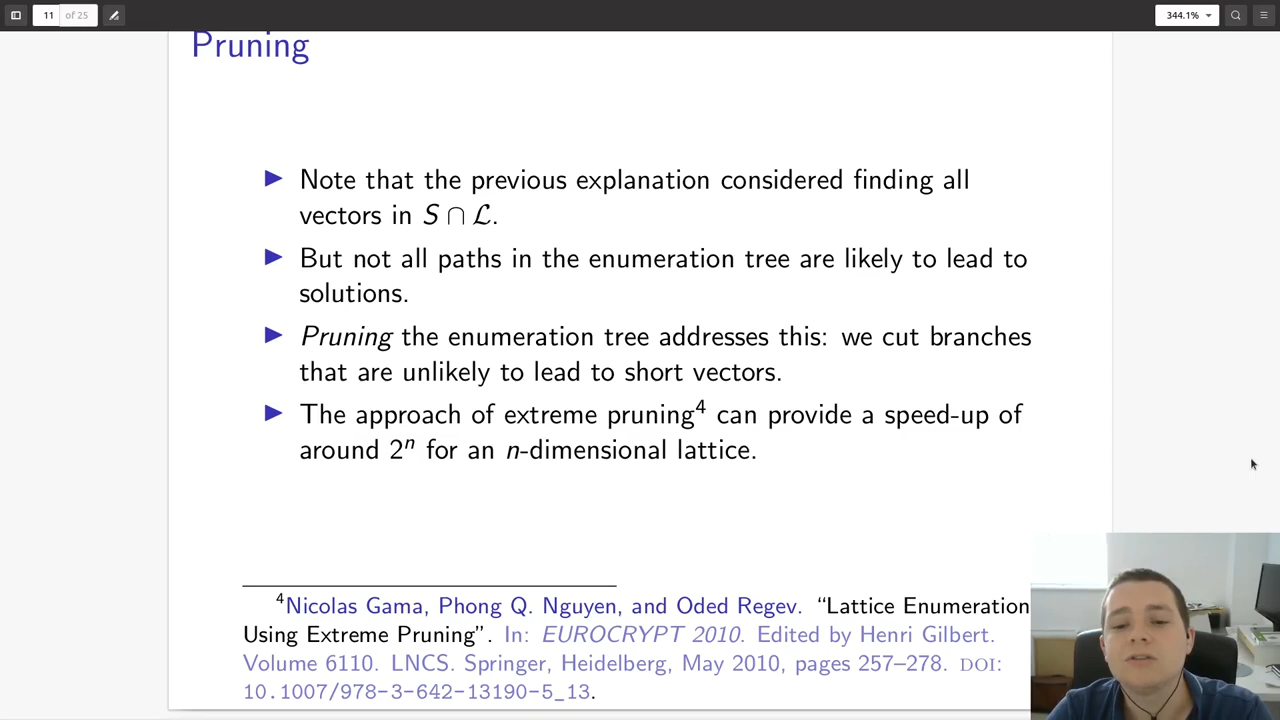 11 of 25
344.1%
Pruning
▶ Note that the previous explanation considered finding all
vectors in S ∩ ℒ.
▶ But not all paths in the enumeration tree are likely to lead to
solutions.
▶ Pruning the enumeration tree addresses this: we cut branches
that are unlikely to lead to short vectors.
▶ The approach of extreme pruning⁴ can provide a speed-up of
around 2ⁿ for an n-dimensional lattice.
⁴Nicolas Gama, Phong Q. Nguyen, and Oded Regev. “Lattice Enumeration
Using Extreme Pruning”. In: EUROCRYPT 2010. Edited by Henri Gilbert.
Volume 6110. LNCS. Springer, Heidelberg, May 2010, pages 257–278. DOI:
10.1007/978-3-642-13190-5_13.